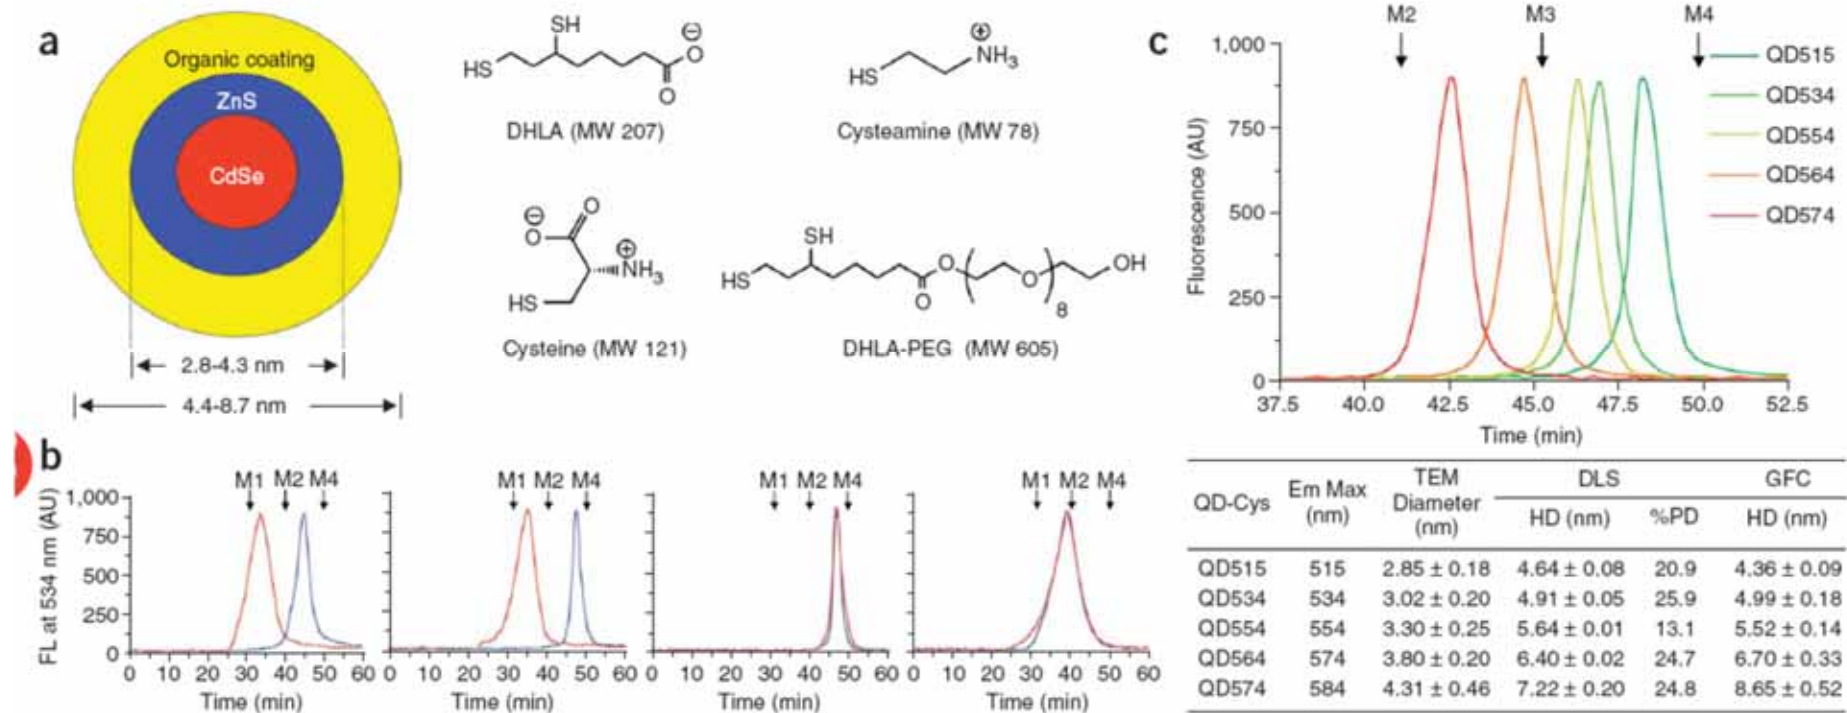 a
Organic coating
ZnS
CdSe
2.8-4.3 nm
4.4-8.7 nm
SH
HS
O
⊖
O
DHLA (MW 207)
⊕
NH3
HS
Cysteamine (MW 78)
⊖
O
O
⊕
NH3
HS
Cysteine (MW 121)
SH
HS
O
O
O
8
OH
DHLA-PEG (MW 605)
b
FL at 534 nm (AU)
1,000
750
500
250
0
M1 M2 M4
0 10 20 30 40 50 60
Time (min)
M1 M2 M4
0 10 20 30 40 50 60
Time (min)
M1 M2 M4
0 10 20 30 40 50 60
Time (min)
M1 M2 M4
0 10 20 30 40 50 60
Time (min)
c
M2 M3 M4
Fluorescence (AU)
1,000
750
500
250
0
37.5 40.0 42.5 45.0 47.5 50.0 52.5
Time (min)
QD515
QD534
QD554
QD564
QD574
QD-Cys Em Max (nm) TEM Diameter (nm) DLS GFC
HD (nm) %PD HD (nm)
QD515 515 2.85 ± 0.18 4.64 ± 0.08 20.9 4.36 ± 0.09
QD534 534 3.02 ± 0.20 4.91 ± 0.05 25.9 4.99 ± 0.18
QD554 554 3.30 ± 0.25 5.64 ± 0.01 13.1 5.52 ± 0.14
QD564 574 3.80 ± 0.20 6.40 ± 0.02 24.7 6.70 ± 0.33
QD574 584 4.31 ± 0.46 7.22 ± 0.20 24.8 8.65 ± 0.52